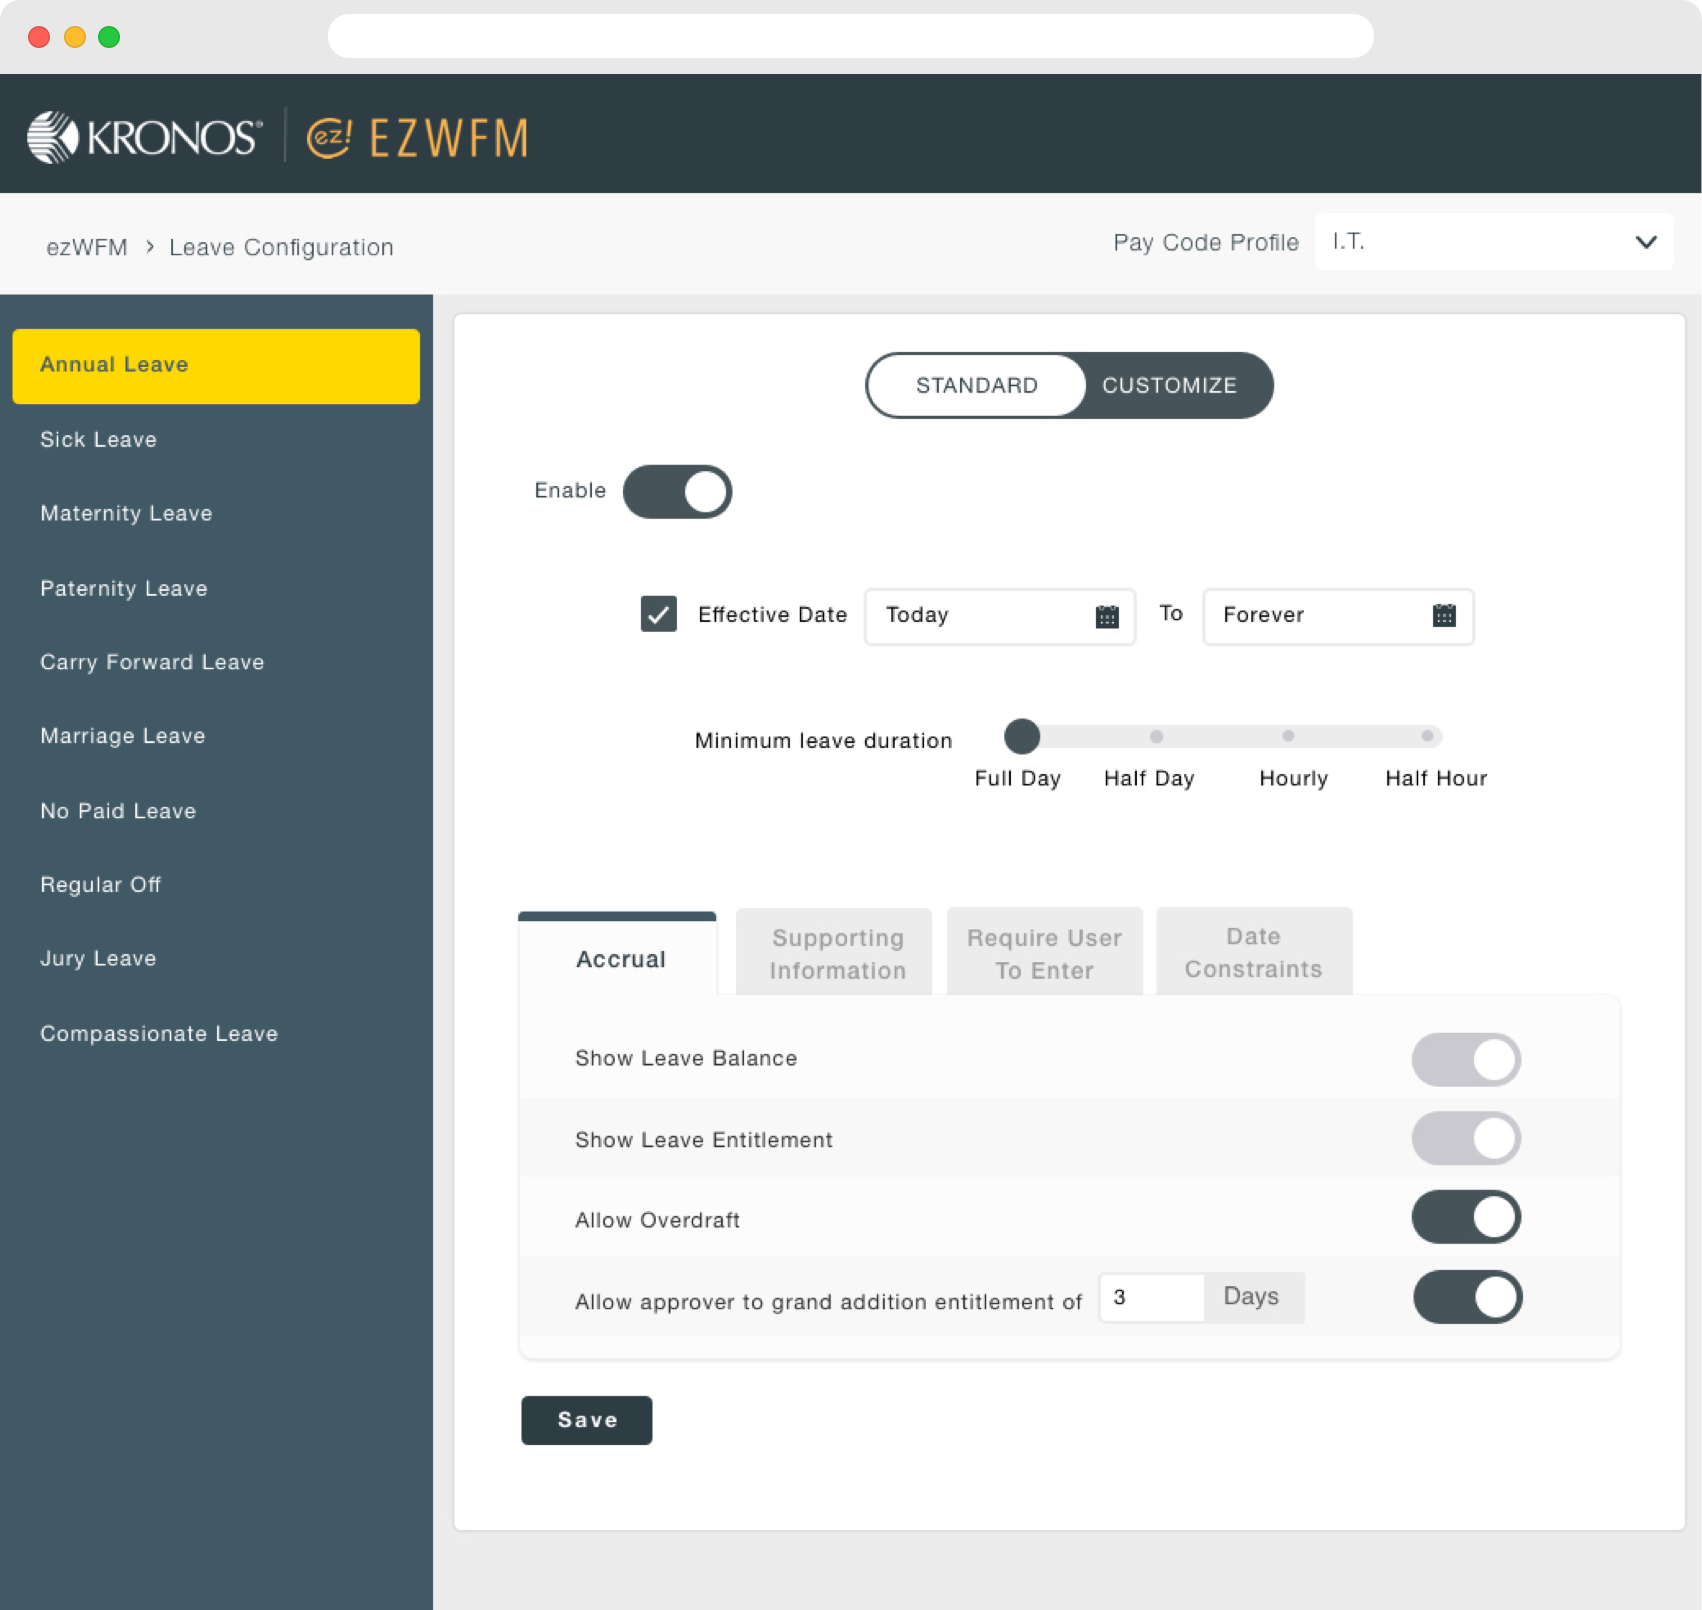 KRONOS®
ez! EZWFM
ezWFM > Leave Configuration
Pay Code Profile I.T.
Annual Leave
Sick Leave
Maternity Leave
Paternity Leave
Carry Forward Leave
Marriage Leave
No Paid Leave
Regular Off
Jury Leave
Compassionate Leave
STANDARD CUSTOMIZE
Enable
Effective Date Today To Forever
Minimum leave duration
Full Day Half Day Hourly Half Hour
Accrual
Supporting
Information
Require User
To Enter
Date
Constraints
Show Leave Balance
Show Leave Entitlement
Allow Overdraft
Allow approver to grand addition entitlement of 3 Days
Save